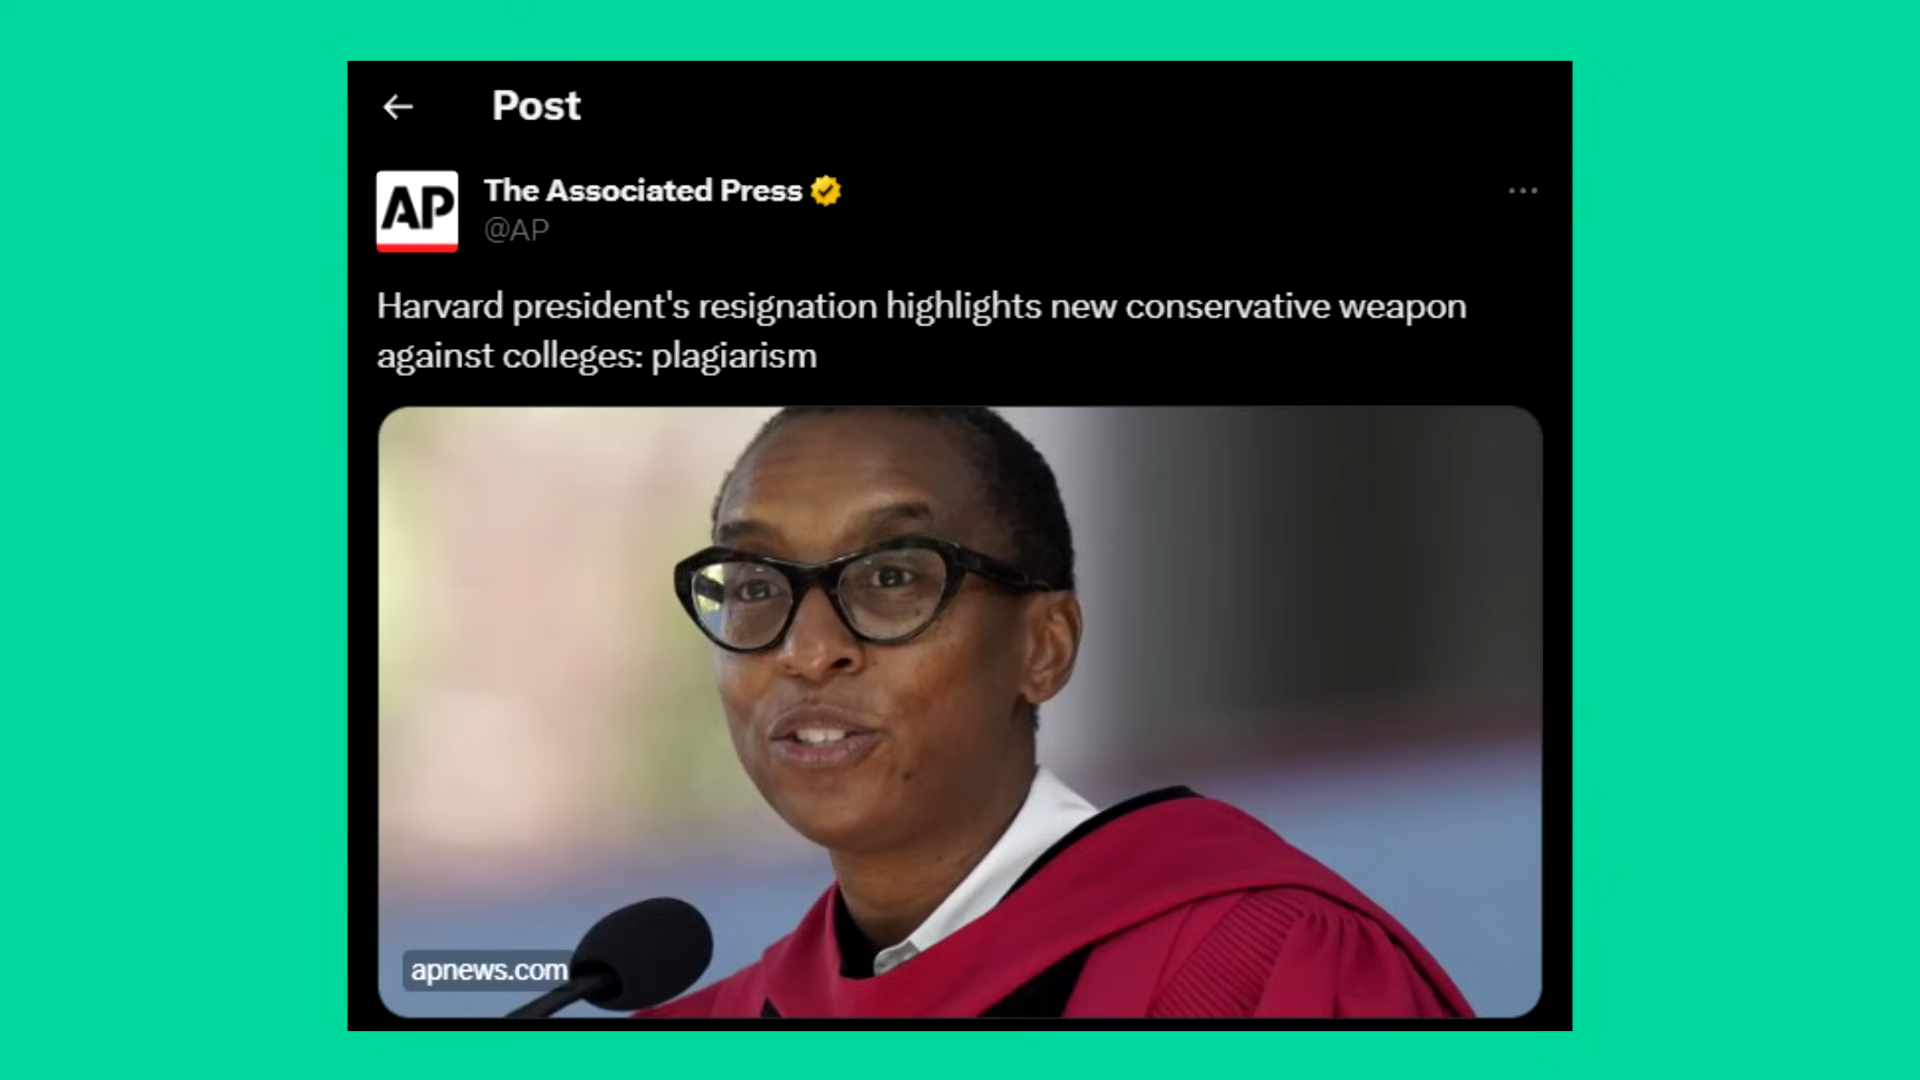 Post
AP
The Associated Press
@AP
Harvard president's resignation highlights new conservative weapon
against colleges: plagiarism
apnews.com